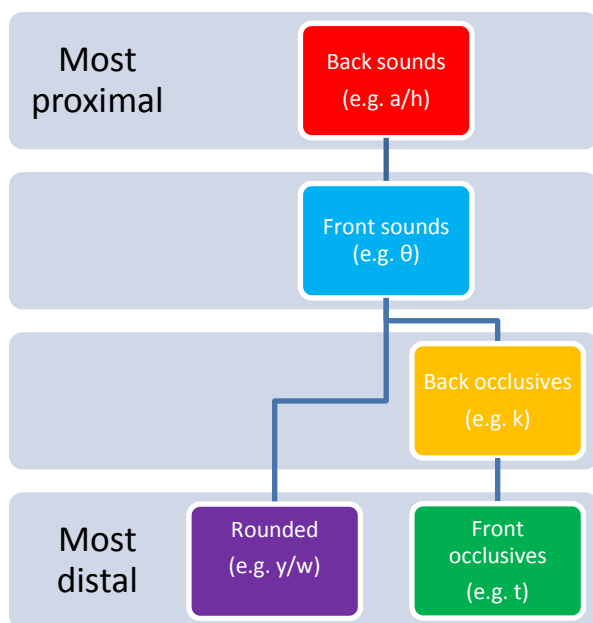 Most
proximal
Back sounds
(e.g. a/h)
Front sounds
(e.g. θ)
Back occlusives
(e.g. k)
Most
distal
Rounded
(e.g. y/w)
Front
occlusives
(e.g. t)